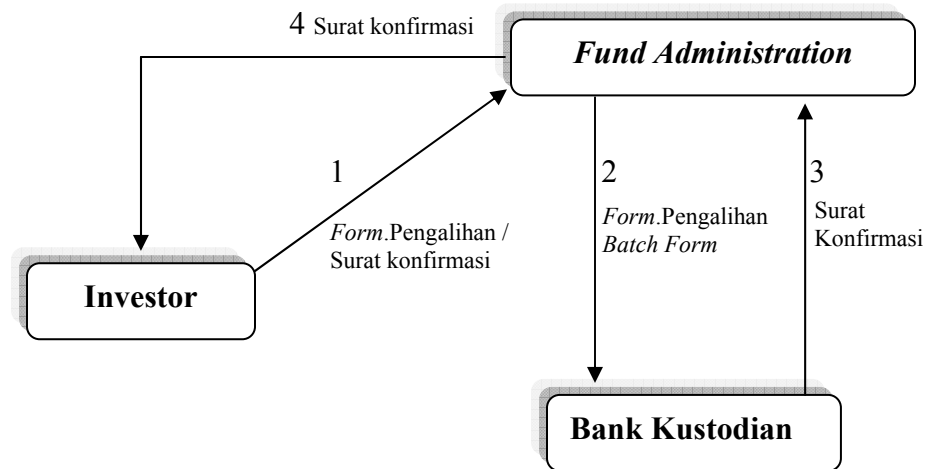 4 Surat konfirmasi
Fund Administration
1
Form.Pengalihan /
Surat konfirmasi
2
Form.Pengalihan
Batch Form
3
Surat
Konfirmasi
Investor
Bank Kustodian